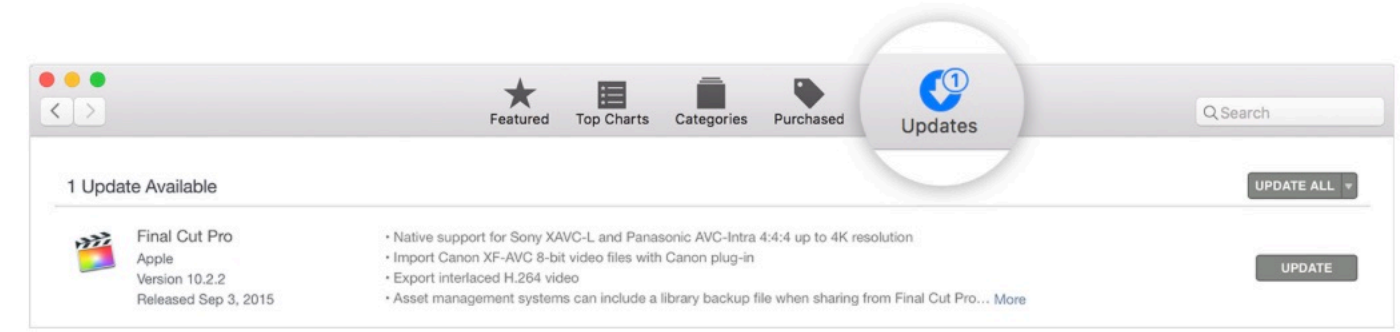 1
Featured Top Charts Categories Purchased Updates
Search
1 Update Available
UPDATE ALL
Final Cut Pro
Apple
Version 10.2.2
Released Sep 3, 2015
• Native support for Sony XAVC-L and Panasonic AVC-Intra 4:4:4 up to 4K resolution
• Import Canon XF-AVC 8-bit video files with Canon plug-in
• Export interlaced H.264 video
• Asset management systems can include a library backup file when sharing from Final Cut Pro... More
UPDATE